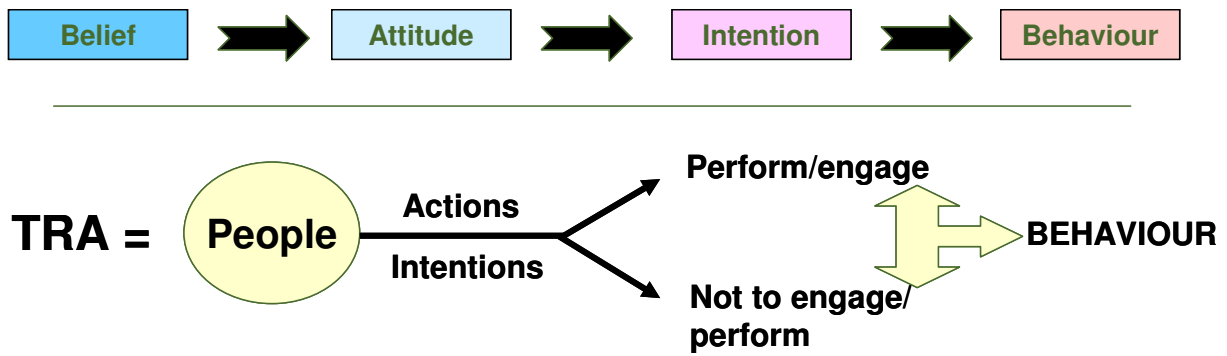 Belief Attitude Intention Behaviour
Perform/engage
Actions
TRA = People BEHAVIOUR
Intentions
Not to engage/
perform